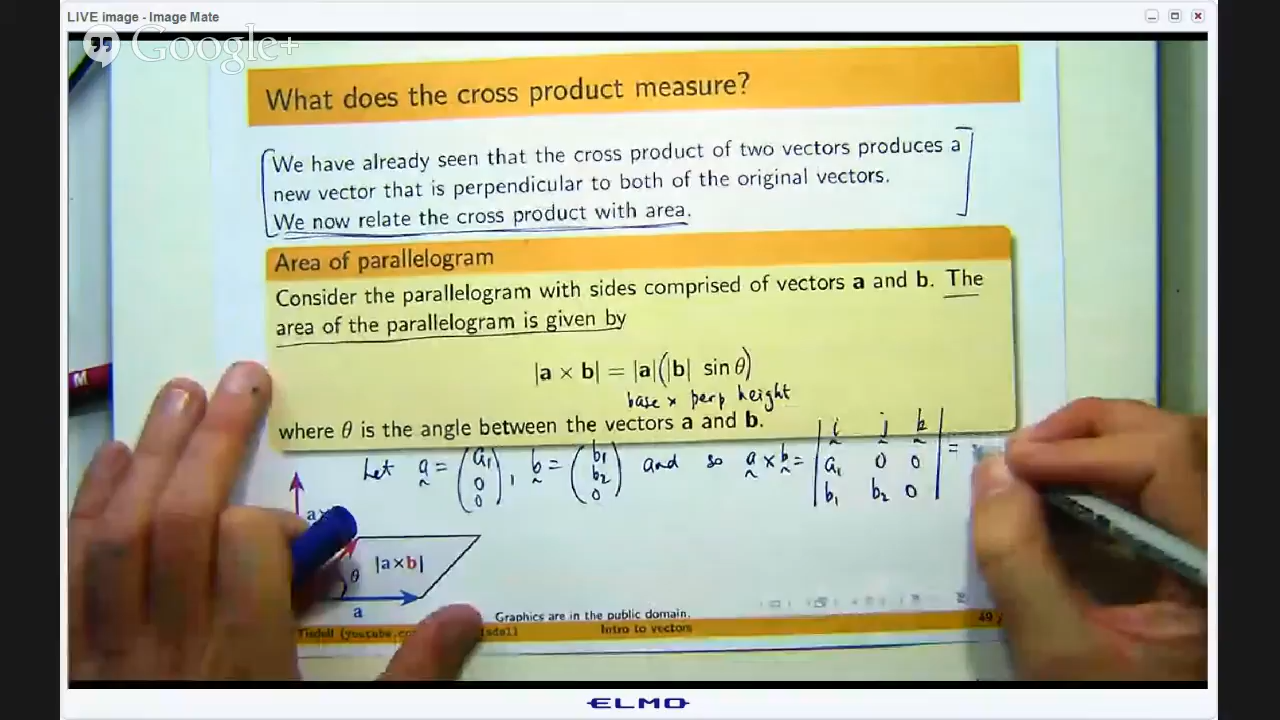 LIVE image - Image Mate
Google+
What does the cross product measure?
We have already seen that the cross product of two vectors produces a
new vector that is perpendicular to both of the original vectors.
We now relate the cross product with area.
Area of parallelogram
Consider the parallelogram with sides comprised of vectors a and b. The
area of the parallelogram is given by
|a × b| = |a|(|b| sin θ)
base × perp height
where θ is the angle between the vectors a and b.
Let a = (a₁ 0 0), b = (b₁ b₂ 0) and so a × b = | i j k | =
| a₁ 0 0 |
| b₁ b₂ 0 |
θ
|a×b|
a
Graphics are in the public domain.
Intro to vectors
49
M
ELMO